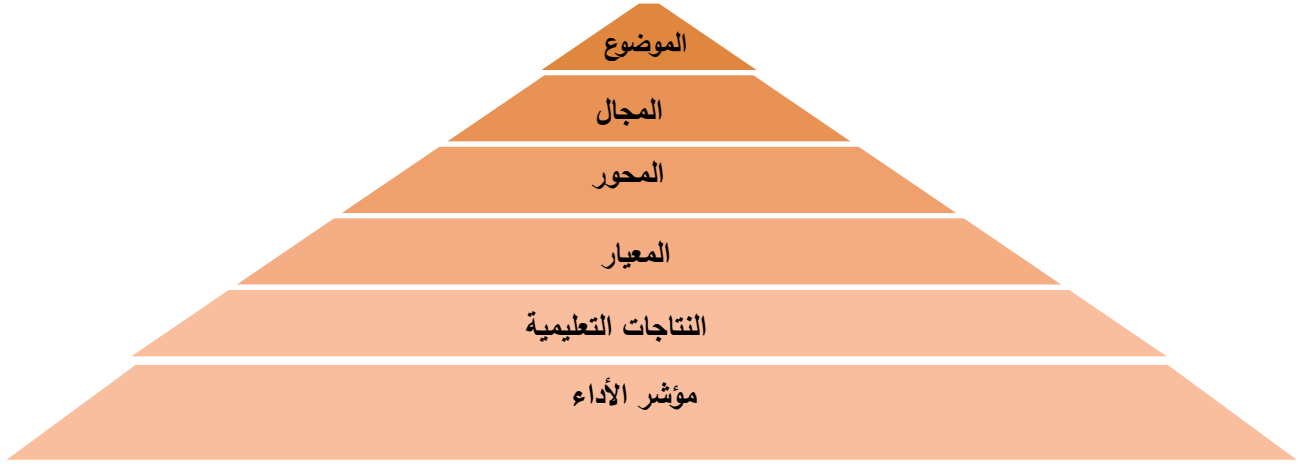 الموضوع
المجال
المحور
المعيار
النتاجات التعليمية
مؤشر الأداء